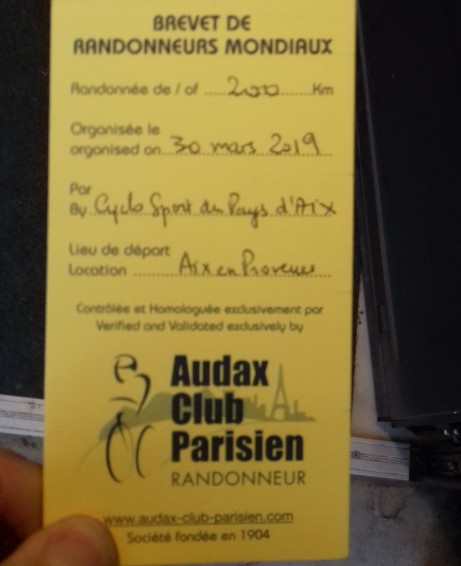 BREVET DE
RANDONNEURS MONDIAUX
Randonnée de / of ..... 200 ..... Km
Organisée le
organised on. 30 mars 2019
Par
By Cyclo Sport du Pays d'Aix
Lieu de départ
Location .......... Aix en Provence
Contrôlée et Homologuée exclusivement par
Verified and Validated exclusively by
Audax
Club
Parisien
RANDONNEUR
www.audax-club-parisien.com
Société fondée en 1904